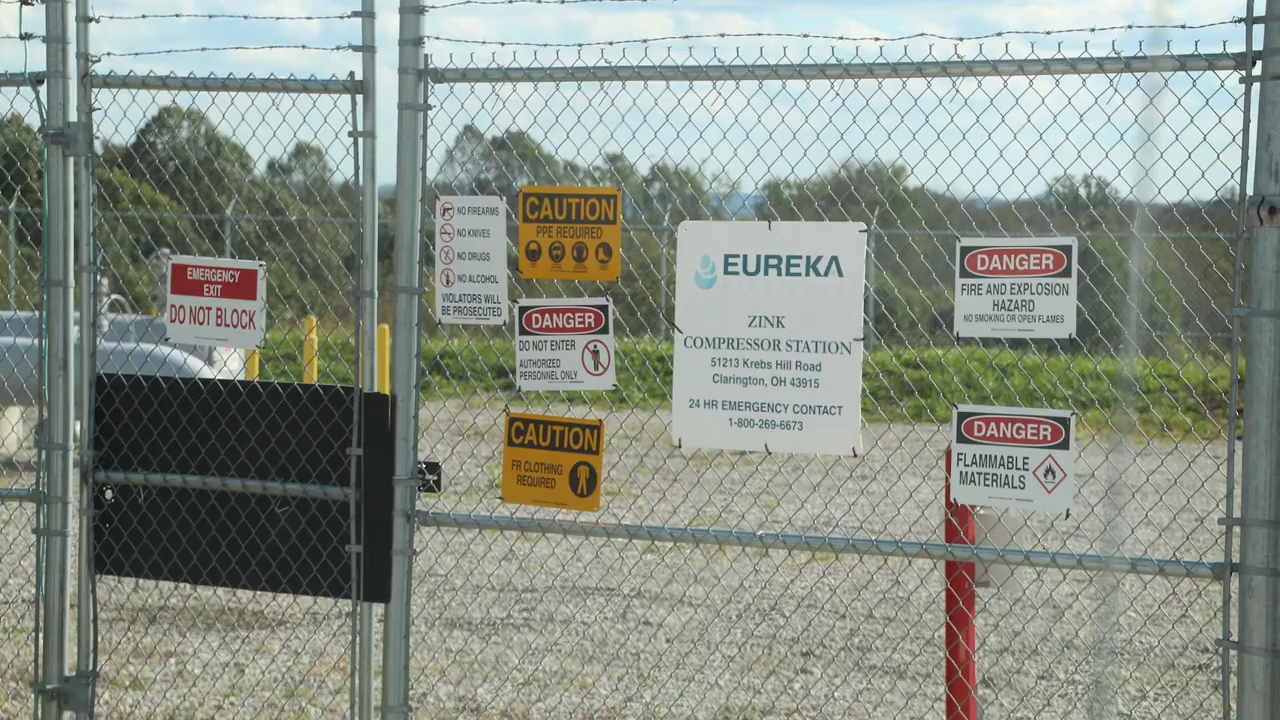 EMERGENCY
EXIT
DO NOT BLOCK
NO FIREARMS
NO KNIVES
NO DRUGS
NO ALCOHOL
VIOLATORS WILL
BE PROSECUTED
CAUTION
PPE REQUIRED
DANGER
DO NOT ENTER
AUTHORIZED
PERSONNEL ONLY
CAUTION
FR CLOTHING
REQUIRED
EUREKA
ZINK
COMPRESSOR STATION
51213 Krebs Hill Road
Clarington, OH 43915
24 HR EMERGENCY CONTACT
1-800-269-6673
DANGER
FIRE AND EXPLOSION
HAZARD
NO SMOKING OR OPEN FLAMES
DANGER
FLAMMABLE
MATERIALS